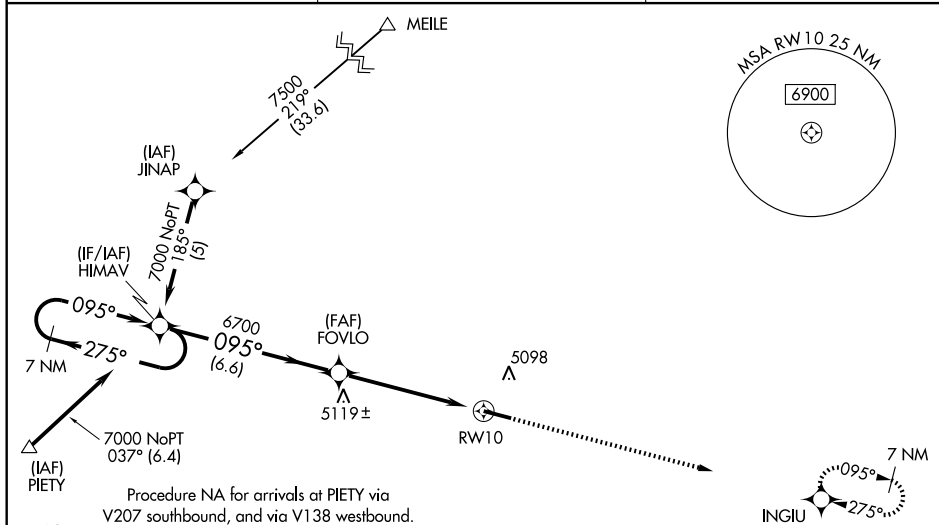 MEILE
MSA RW10 25 NM
6900
7500
219°
(33.6)
(IAF)
JINAP
7000 NoPT
185°
(5)
(IF/IAF)
HIMAV
095°
275°
7 NM
6700
095°
(6.6)
(FAF)
FOVLO
5119±
5098
RW10
7000 NoPT
037° (6.4)
(IAF)
PIETY
Procedure NA for arrivals at PIETY via
V207 southbound, and via V138 westbound.
7 NM
095°
275°
INGIU